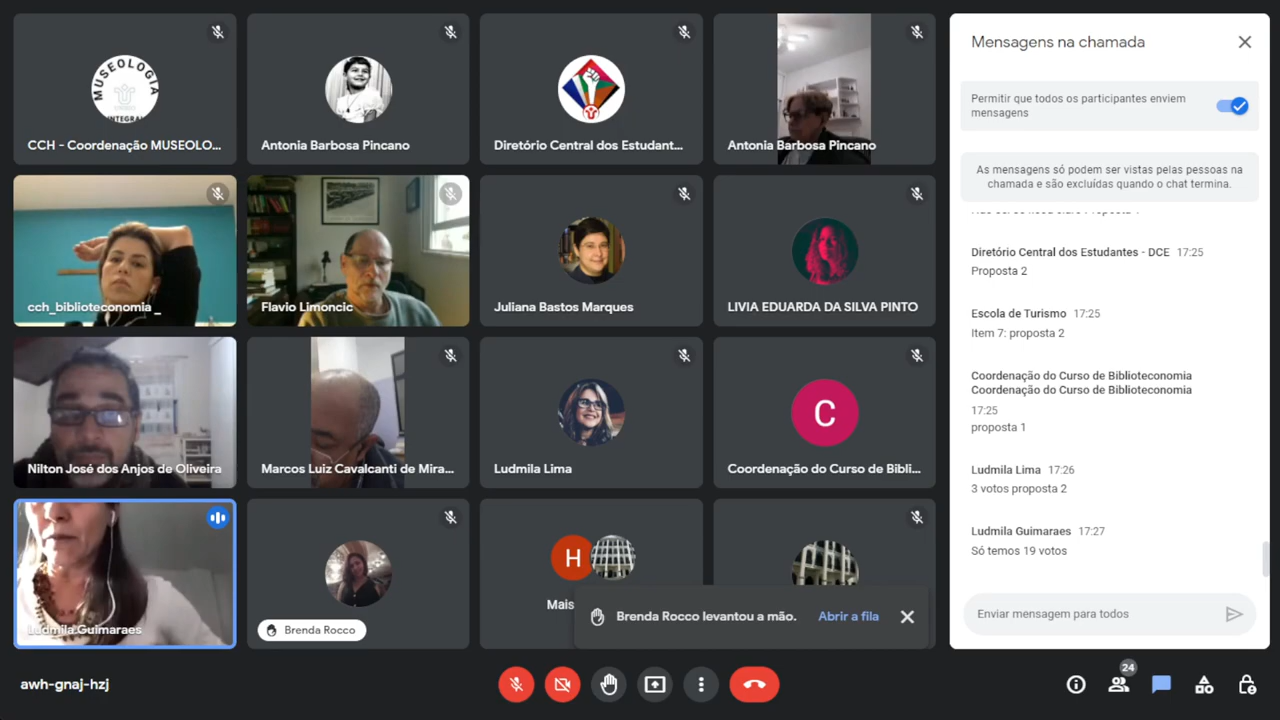 MUSEOLOGIA
INTEGRAL
CCH - Coordenação MUSEOLO...
Antonia Barbosa Pincano
Diretório Central dos Estudant...
Antonia Barbosa Pincano
cch_biblioteconomia _
Flavio Limoncic
Juliana Bastos Marques
LIVIA EDUARDA DA SILVA PINTO
Nilton José dos Anjos de Oliveira
Marcos Luiz Cavalcanti de Mira...
Ludmila Lima
C
Coordenação do Curso de Bibli...
Ludmila Guimaraes
Brenda Rocco
H
Mais
Brenda Rocco levantou a mão.
Abrir a fila
awh-gnaj-hzj
24
Mensagens na chamada
Permitir que todos os participantes enviem
mensagens
As mensagens só podem ser vistas pelas pessoas na
chamada e são excluídas quando o chat termina.
Diretório Central dos Estudantes - DCE 17:25
Proposta 2
Escola de Turismo 17:25
Item 7: proposta 2
Coordenação do Curso de Biblioteconomia
Coordenação do Curso de Biblioteconomia
17:25
proposta 1
Ludmila Lima 17:26
3 votos proposta 2
Ludmila Guimaraes 17:27
Só temos 19 votos
Enviar mensagem para todos